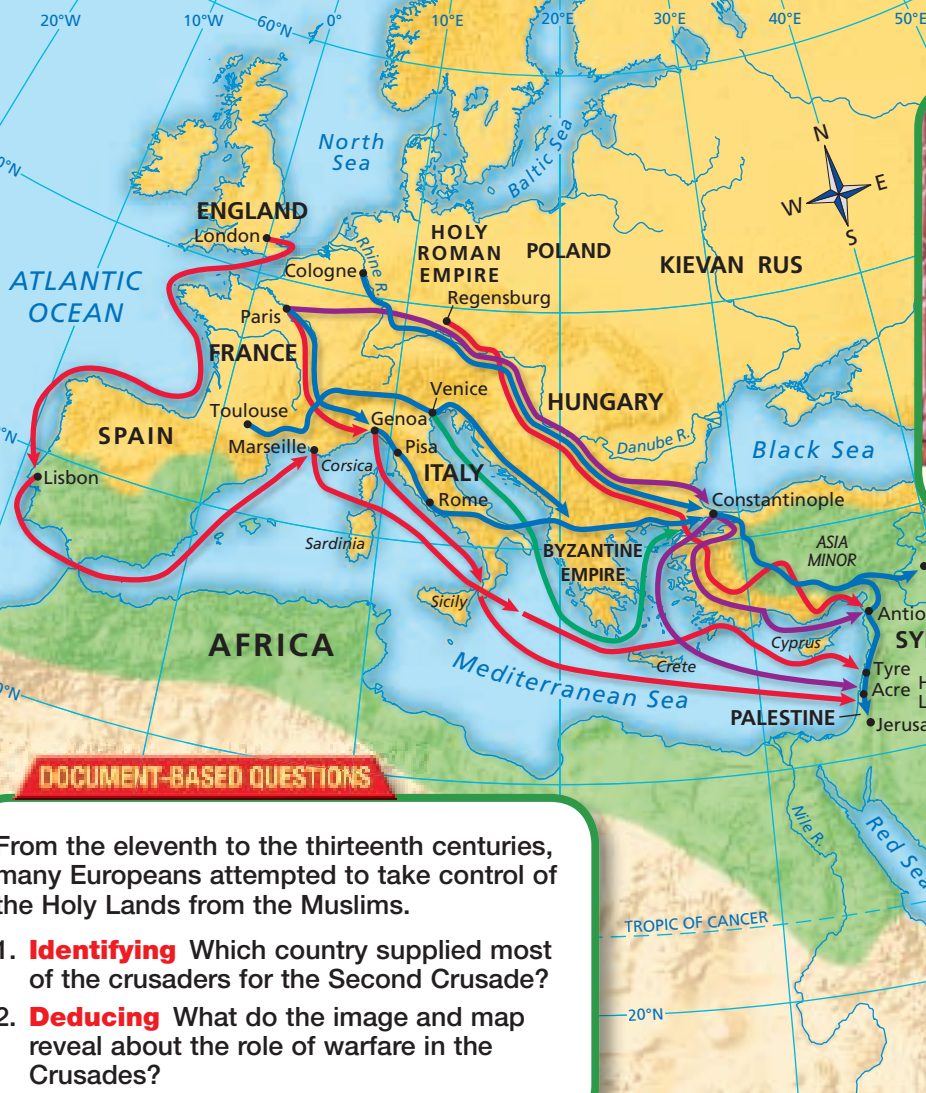 20°W
10°W
60°N
0°
10°E
20°E
30°E
40°E
50°E
North
Sea
Baltic Sea
N
W
E
S
ENGLAND
London
ATLANTIC
OCEAN
Cologne
Rhine R.
HOLY
ROMAN
EMPIRE
POLAND
KIEVAN RUS
Regensburg
Paris
FRANCE
Venice
HUNGARY
Toulouse
Genoa
Danube R.
Black Sea
SPAIN
Marseille
Corsica
Pisa
ITALY
Lisbon
Rome
Constantinople
Sardinia
BYZANTINE
EMPIRE
ASIA
MINOR
Sicily
Antio
AFRICA
Cyprus
SY
Crete
Mediterranean Sea
Tyre
Acre
H
L
PALESTINE
Jerusa
Nile R.
Red Sea
TROPIC OF CANCER
20°N
DOCUMENT-BASED QUESTIONS
From the eleventh to the thirteenth centuries,
many Europeans attempted to take control of
the Holy Lands from the Muslims.
1. Identifying Which country supplied most
of the crusaders for the Second Crusade?
2. Deducing What do the image and map
reveal about the role of warfare in the
Crusades?